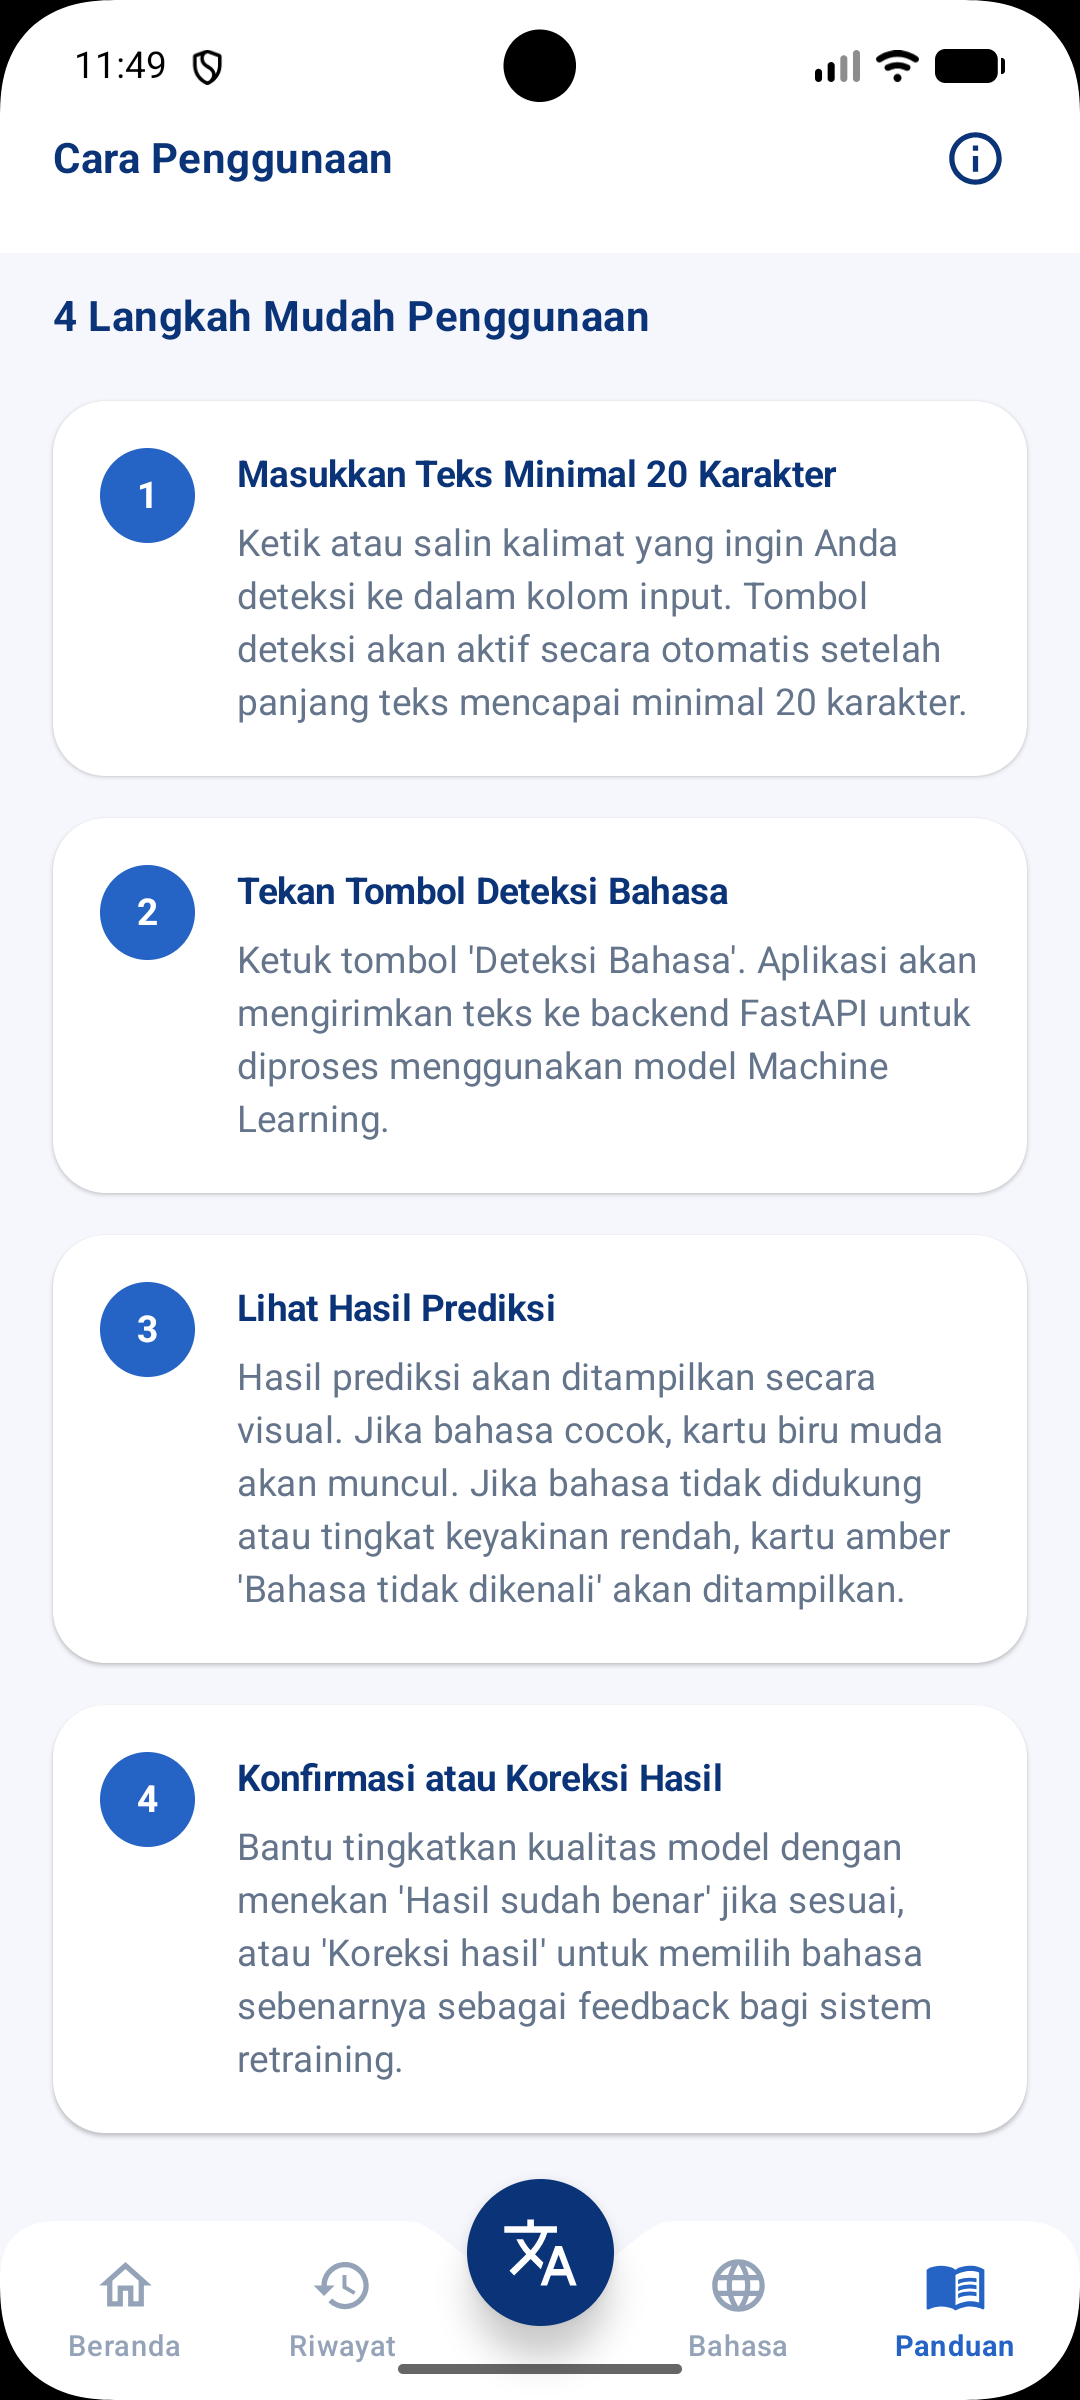 11:49
Cara Penggunaan
4 Langkah Mudah Penggunaan
1
Masukkan Teks Minimal 20 Karakter
Ketik atau salin kalimat yang ingin Anda
deteksi ke dalam kolom input. Tombol
deteksi akan aktif secara otomatis setelah
panjang teks mencapai minimal 20 karakter.
2
Tekan Tombol Deteksi Bahasa
Ketuk tombol 'Deteksi Bahasa'. Aplikasi akan
mengirimkan teks ke backend FastAPI untuk
diproses menggunakan model Machine
Learning.
3
Lihat Hasil Prediksi
Hasil prediksi akan ditampilkan secara
visual. Jika bahasa cocok, kartu biru muda
akan muncul. Jika bahasa tidak didukung
atau tingkat keyakinan rendah, kartu amber
'Bahasa tidak dikenali' akan ditampilkan.
4
Konfirmasi atau Koreksi Hasil
Bantu tingkatkan kualitas model dengan
menekan 'Hasil sudah benar' jika sesuai,
atau 'Koreksi hasil' untuk memilih bahasa
sebenarnya sebagai feedback bagi sistem
retraining.
Beranda
Riwayat
Bahasa
Panduan